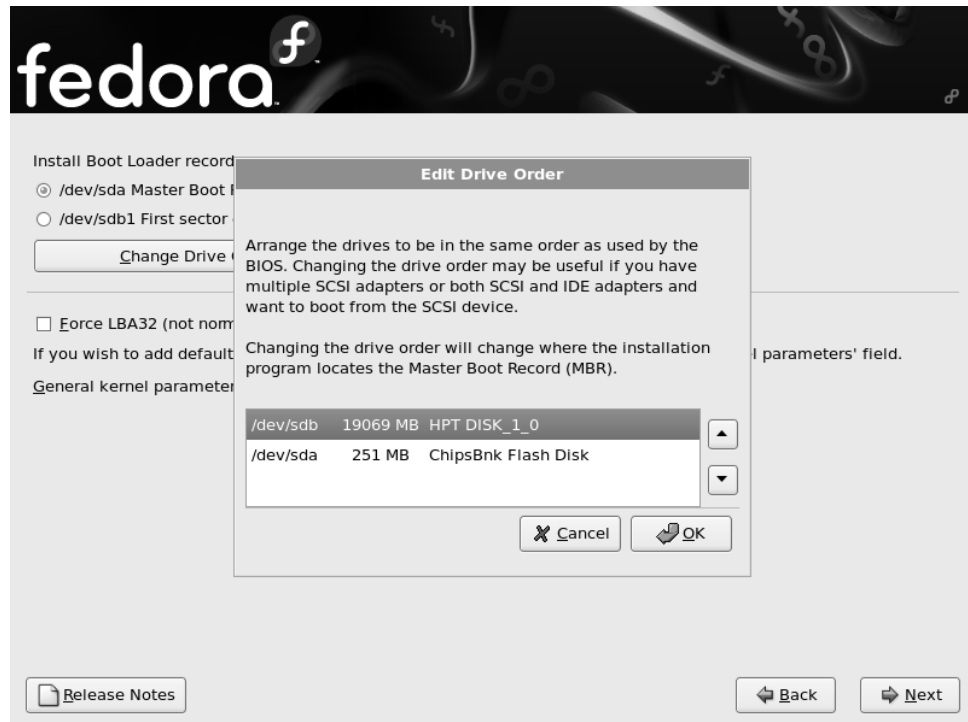 fedora
Install Boot Loader record
/dev/sda Master Boot
/dev/sdb1 First sector
Change Drive
Force LBA32 (not
If you wish to add default
l parameters' field.
General kernel
Edit Drive Order
Arrange the drives to be in the same order as used by the
BIOS. Changing the drive order may be useful if you have
multiple SCSI adapters or both SCSI and IDE adapters and
want to boot from the SCSI device.
Changing the drive order will change where the installation
program locates the Master Boot Record (MBR).
/dev/sdb 19069 MB HPT DISK_1_0
/dev/sda 251 MB ChipsBnk Flash Disk
Cancel
OK
Release Notes
Back
Next